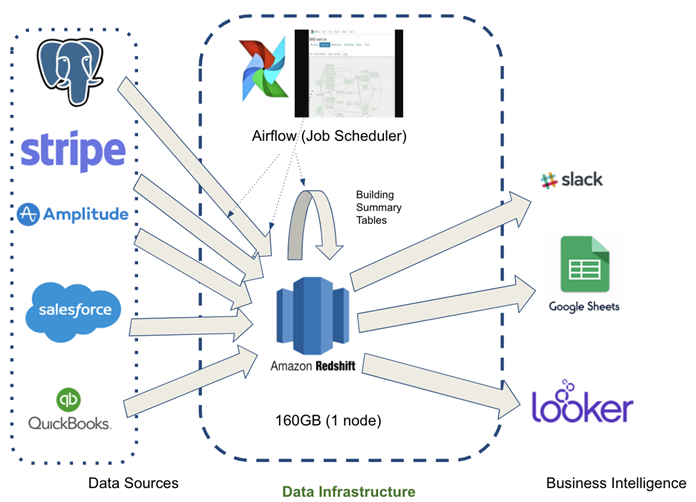 stripe
Amplitude
salesforce
qb
QuickBooks.
Data Sources
Airflow (Job Scheduler)
Building
Summary
Tables
Amazon Redshift
160GB (1 node)
Data Infrastructure
slack
Google Sheets
looker
Business Intelligence